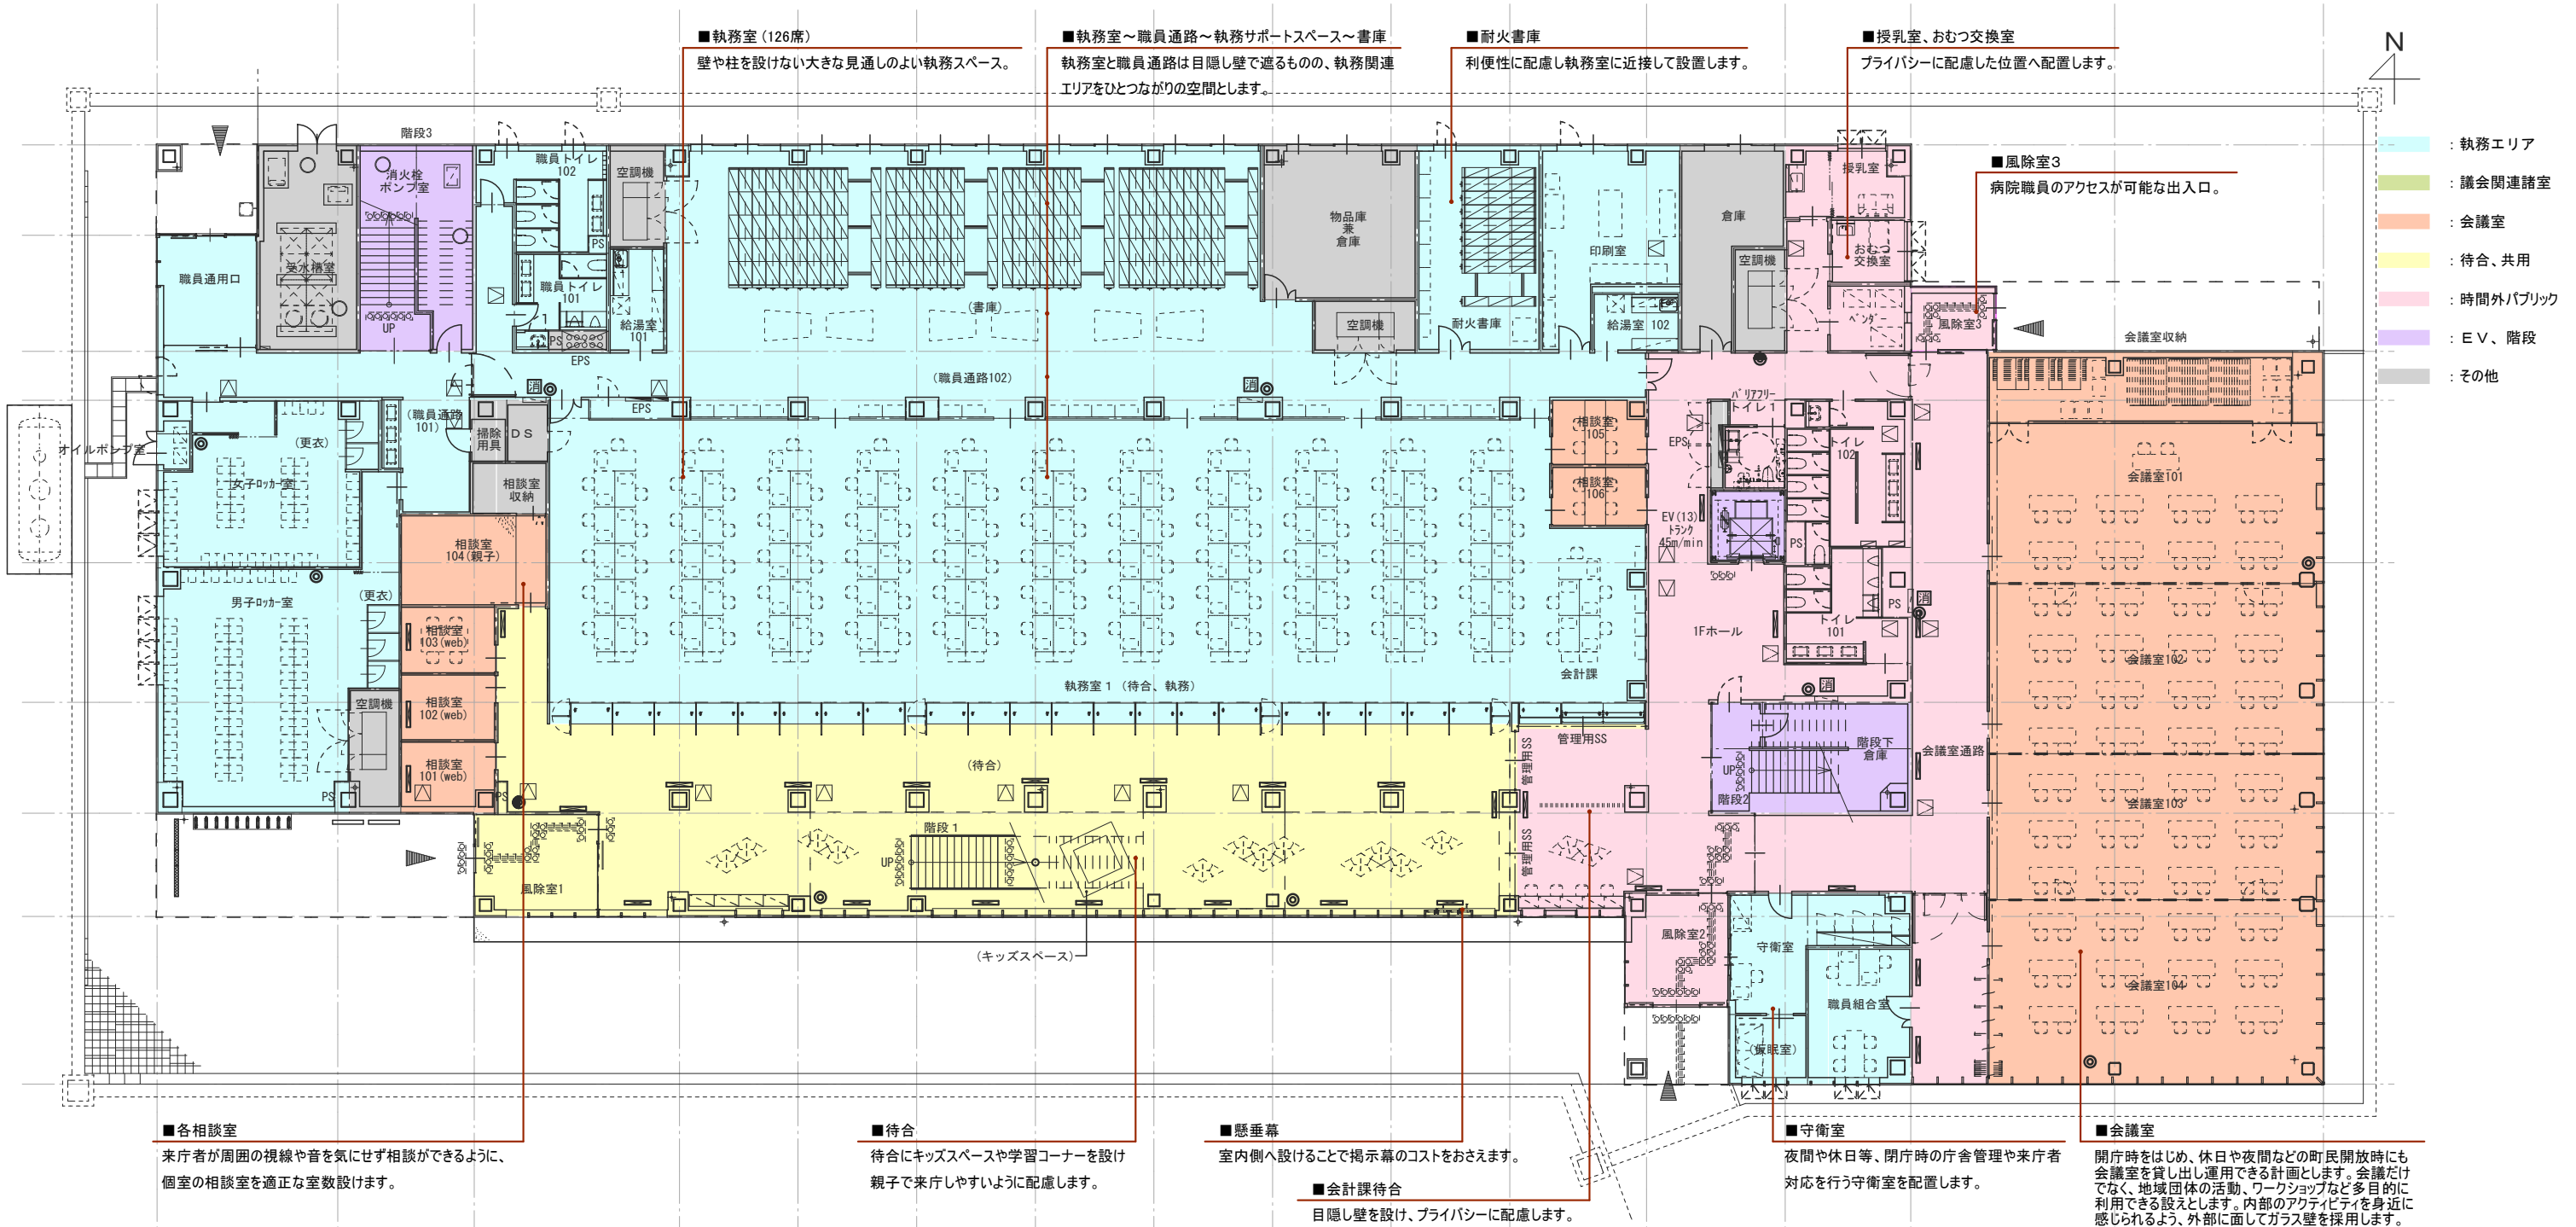 ■執務室（126席）
壁や柱を設けない大きな見通しのよい執務スペース。
■執務室～職員通路～執務サポートスペース～書庫
執務室と職員通路は目隠し壁で遮るものの、執務関連
エリアをひとつながりの空間とします。
■耐火書庫
利便性に配慮し執務室に近接して設置します。
■授乳室、おむつ交換室
プライバシーに配慮した位置へ配置します。
N
：執務エリア
：議会関連諸室
：会議室
：待合、共用
：時間外パブリック
：ＥＶ、階段
：その他
■風除室3
病院職員のアクセスが可能な出入口。
階段3
消火栓
ポンプ室
職員トイレ
102
空調機
PS
受水槽室
職員通用口
UP
職員トイレ
101
PS
EPS
給湯室
101
（書庫）
物品庫
兼
倉庫
空調機
耐火書庫
印刷室
給湯室 102
倉庫
空調機
授乳室
おむつ
交換室
ベンダー
風除室3
会議室収納
消
（職員通路102）
消
EPS
オイルポンプ室
（更衣）
（職員通路
101）
掃除
用具
ＤＳ
女子ﾛｯｶｰ室
相談室
収納
相談室
105
相談室
106
EPS
ﾊﾞﾘｱﾌﾘｰ
トイレ1
トイレ
102
EV(13)
ﾄﾗﾝｸ
45m/min
PS
会議室101
相談室
104(親子)
男子ﾛｯｶｰ室
（更衣）
相談室
103(web)
相談室
102(web)
空調機
相談室
101(web)
PS
PS
1Fホール
トイレ
101
PS
消
会計課
執務室１（待合、執務）
消
会議室102
管理用SS
管理用SS
（待合）
UP
階段2
階段下
倉庫
会議室通路
会議室103
階段１
UP
管理用SS
風除室1
（キッズスペース）
風除室2
守衛室
職員組合室
（仮眠室）
会議室104
■各相談室
来庁者が周囲の視線や音を気にせず相談ができるように、
個室の相談室を適正な室数設けます。
■待合
待合にキッズスペースや学習コーナーを設け
親子で来庁しやすいように配慮します。
■懸垂幕
室内側へ設けることで掲示幕のコストをおさえます。
■会計課待合
目隠し壁を設け、プライバシーに配慮します。
■守衛室
夜間や休日等、閉庁時の庁舎管理や来庁者
対応を行う守衛室を配置します。
■会議室
開庁時をはじめ、休日や夜間などの町民開放時にも
会議室を貸し出し運用できる計画とします。会議だけ
でなく、地域団体の活動、ワークショップなど多目的に
利用できる設えとします。内部のアクティビティを身近に
感じられるよう、外部に面してガラス壁を採用します。